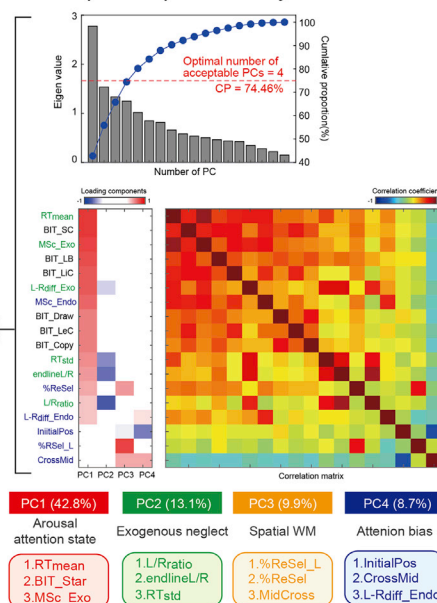 3
100
90
80
70
60
50
40
2
1
0
Eigen value
Cumulative proportion(%)
Optimal number of
acceptable PCs = 4
CP = 74.46%
Number of PC
Loading components
-1
1
Correlation coefficien
-1
1
RTmean
BIT_SC
MSc_Exo
BIT_LB
BIT_LiC
L-Rdiff_Exo
MSc_Endo
BIT_Draw
BIT_LeC
BIT_Copy
RTstd
endlineL/R
%ReSel
L/Rratio
L-Rdiff_Endo
IniitialPos
%RSel_L
CrossMid
PC1 PC2 PC3 PC4
Correlation matrix
PC1 (42.8%)
PC2 (13.1%)
PC3 (9.9%)
PC4 (8.7%)
Arousal
attention state
Exogenous neglect
Spatial WM
Attenion bias
1.RTmean
2.BIT_Star
3.MSc_Exo
1.L/Rratio
2.endlineL/R
3.RTstd
1.%ReSel_L
2.%ReSel
3.MidCross
1.InitialPos
2.CrossMid
3.L-Rdiff_Endo